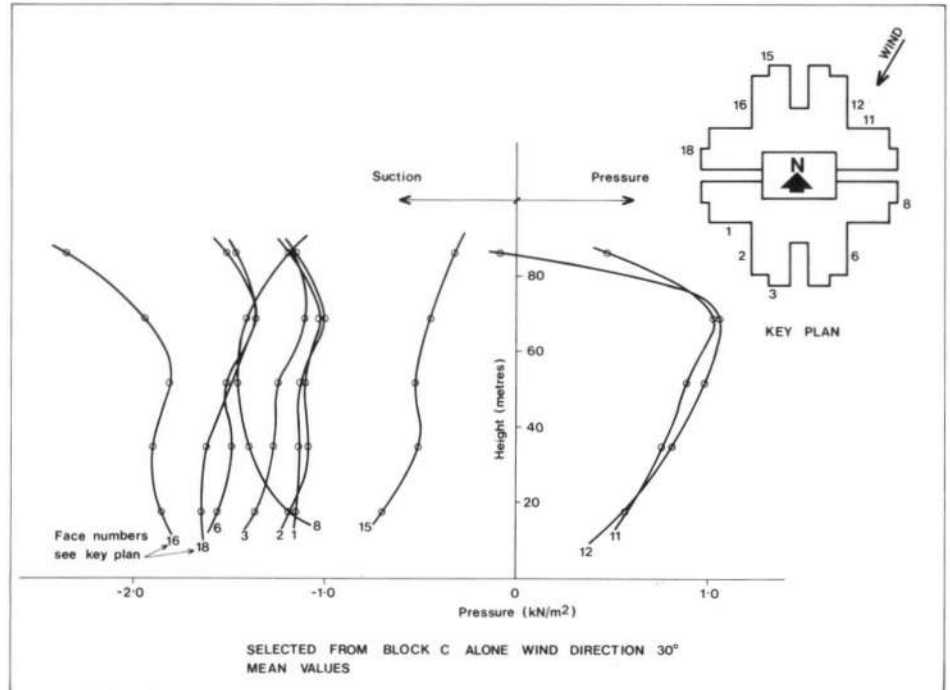 WIND
15
16
12
11
18
N
8
1
2
6
3
KEY PLAN
Suction
Pressure
80
60
40
20
Height (metres)
Face numbers
see key plan
16
18
6
3
2
1
8
15
12
11
-2·0
-1·0
0
1·0
Pressure (kN/m2)
SELECTED FROM BLOCK C ALONE WIND DIRECTION 30°
MEAN VALUES